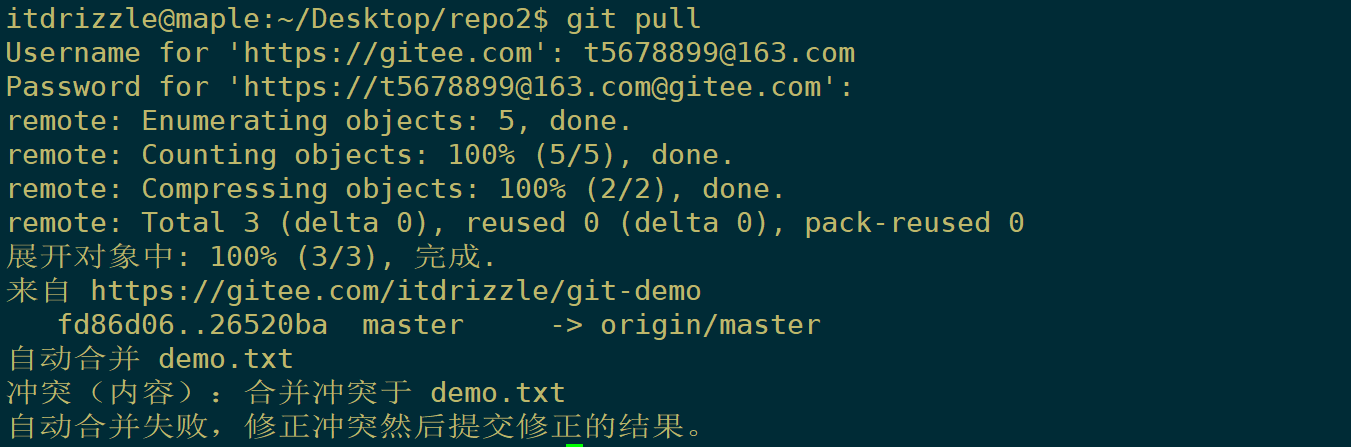 itdrizzle@maple:~/Desktop/repo2$ git pull
Username for 'https://gitee.com': t5678899@163.com
Password for 'https://t5678899@163.com@gitee.com':
remote: Enumerating objects: 5, done.
remote: Counting objects: 100% (5/5), done.
remote: Compressing objects: 100% (2/2), done.
remote: Total 3 (delta 0), reused 0 (delta 0), pack-reused 0
展开对象中: 100% (3/3), 完成.
来自 https://gitee.com/itdrizzle/git-demo
   fd86d06..26520ba  master     -> origin/master
自动合并 demo.txt
冲突（内容）：合并冲突于 demo.txt
自动合并失败，修正冲突然后提交修正的结果。